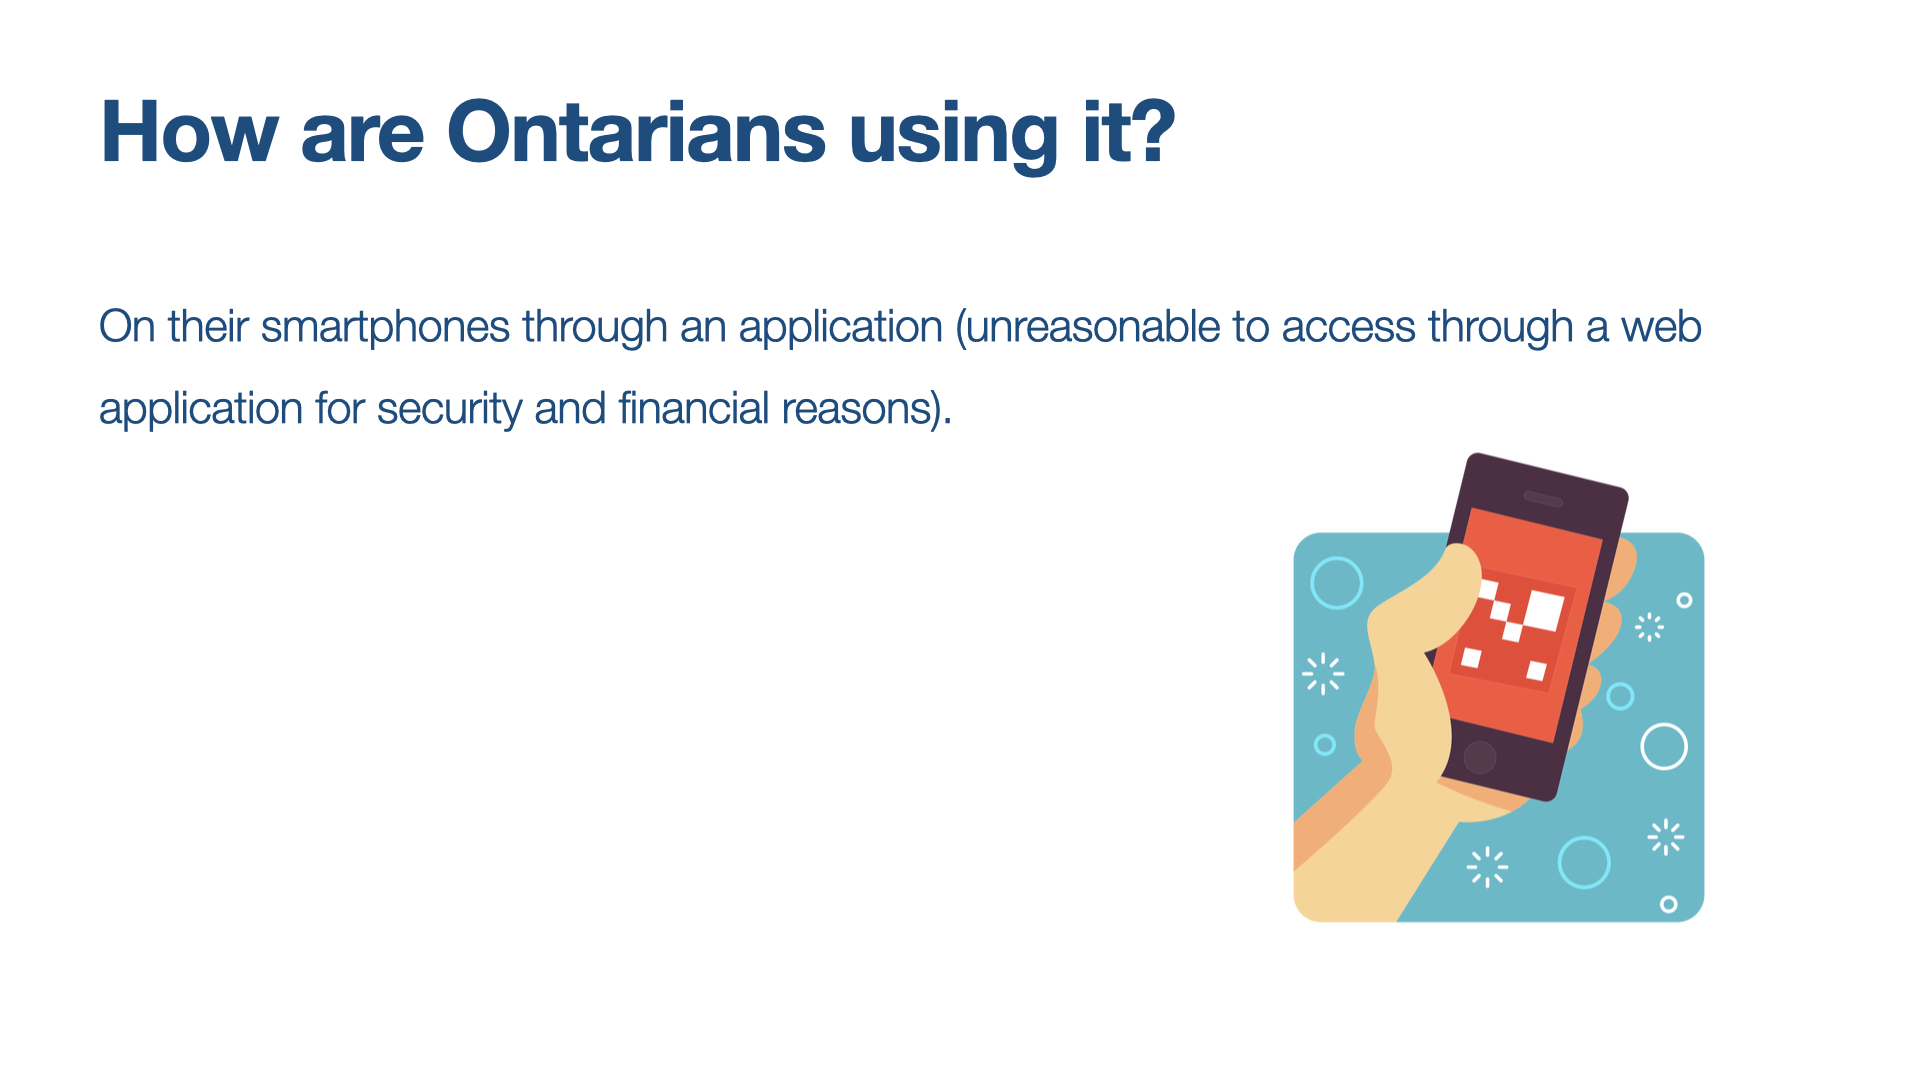 How are Ontarians using it?
On their smartphones through an application (unreasonable to access through a web
application for security and financial reasons).